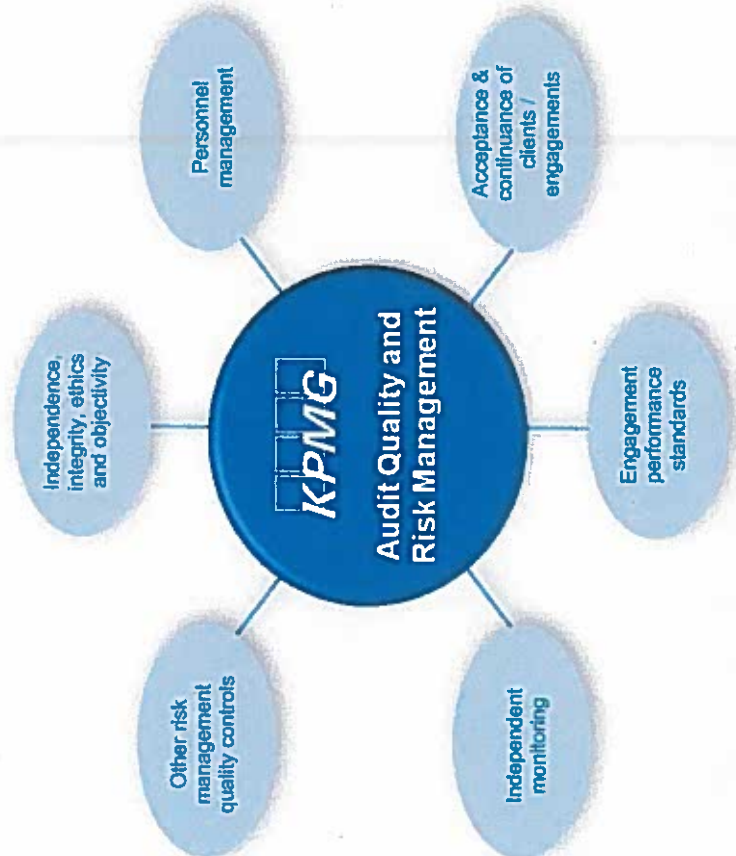 Independence,
integrity, ethics
and objectivity
Other risk
management
quality controls
Personnel
management
KPMG
Audit Quality and
Risk Management
Independent
monitoring
Acceptance &
continuance of
clients /
engagements
Engagement
performance
standards